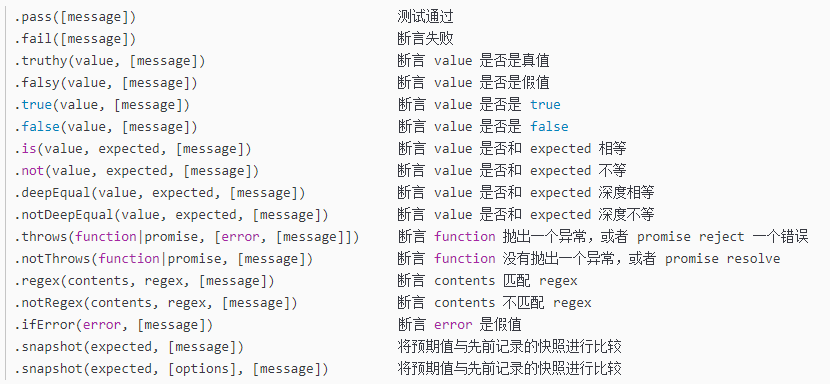 .pass([message]) 测试通过
.fail([message]) 断言失败
.truthy(value, [message]) 断言 value 是否是真值
.falsy(value, [message]) 断言 value 是否是假值
.true(value, [message]) 断言 value 是否是 true
.false(value, [message]) 断言 value 是否是 false
.is(value, expected, [message]) 断言 value 是否和 expected 相等
.not(value, expected, [message]) 断言 value 是否和 expected 不等
.deepEqual(value, expected, [message]) 断言 value 是否和 expected 深度相等
.notDeepEqual(value, expected, [message]) 断言 value 是否和 expected 深度不等
.throws(function|promise, [error, [message]]) 断言 function 抛出一个异常，或者 promise reject 一个错误
.notThrows(function|promise, [message]) 断言 function 没有抛出一个异常，或者 promise resolve
.regex(contents, regex, [message]) 断言 contents 匹配 regex
.notRegex(contents, regex, [message]) 断言 contents 不匹配 regex
.ifError(error, [message]) 断言 error 是假值
.snapshot(expected, [message]) 将预期值与先前记录的快照进行比较
.snapshot(expected, [options], [message]) 将预期值与先前记录的快照进行比较